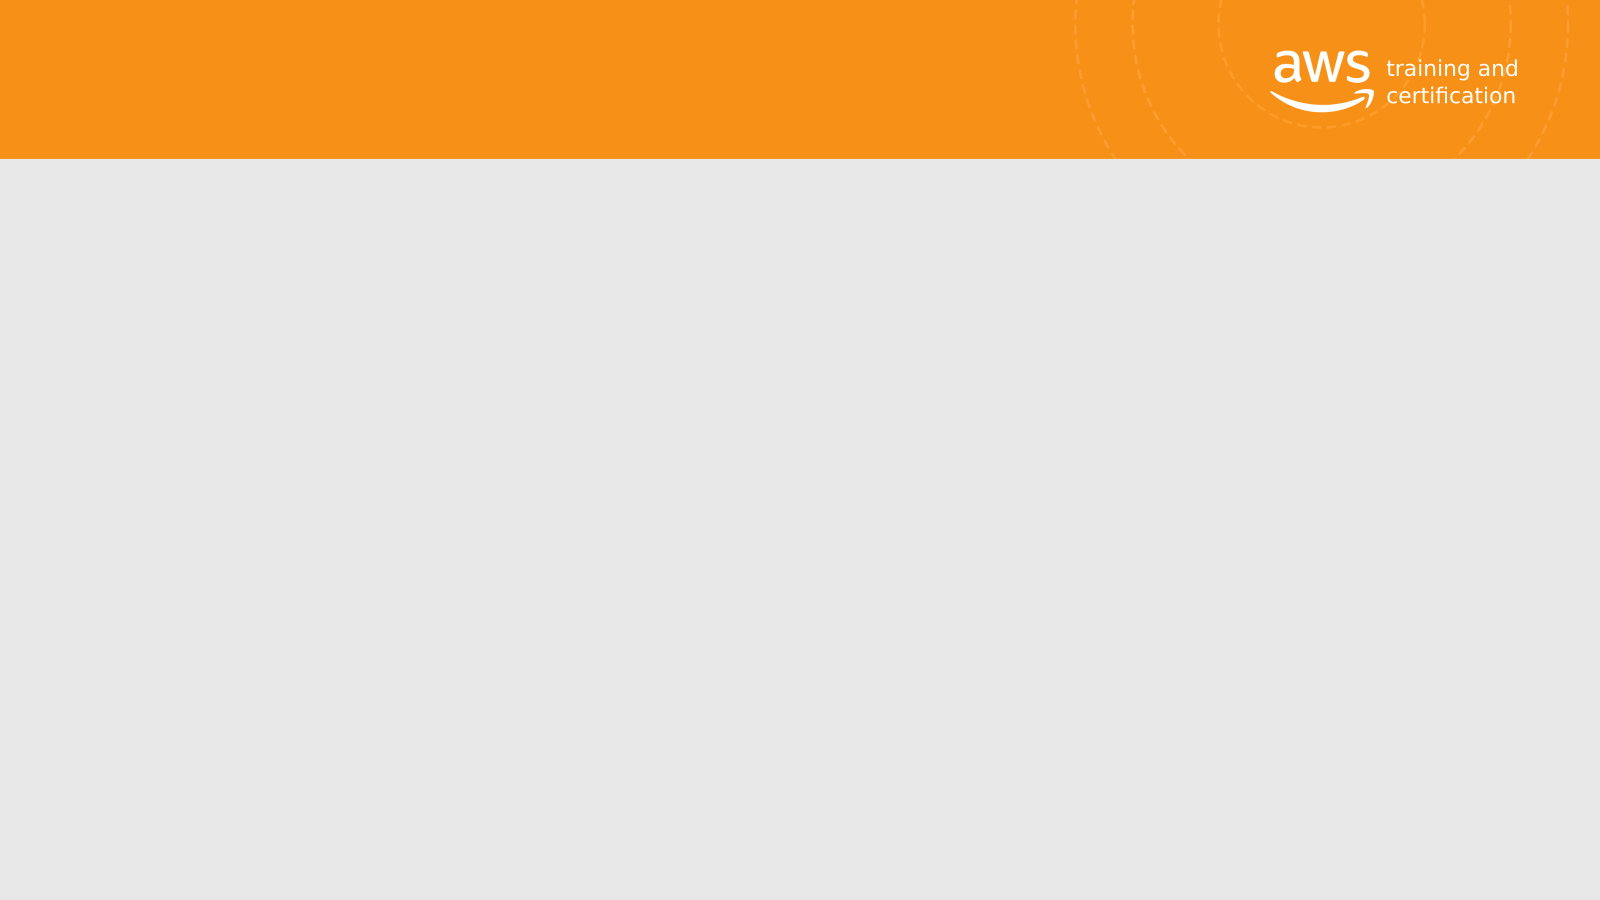 aws
training and
certification